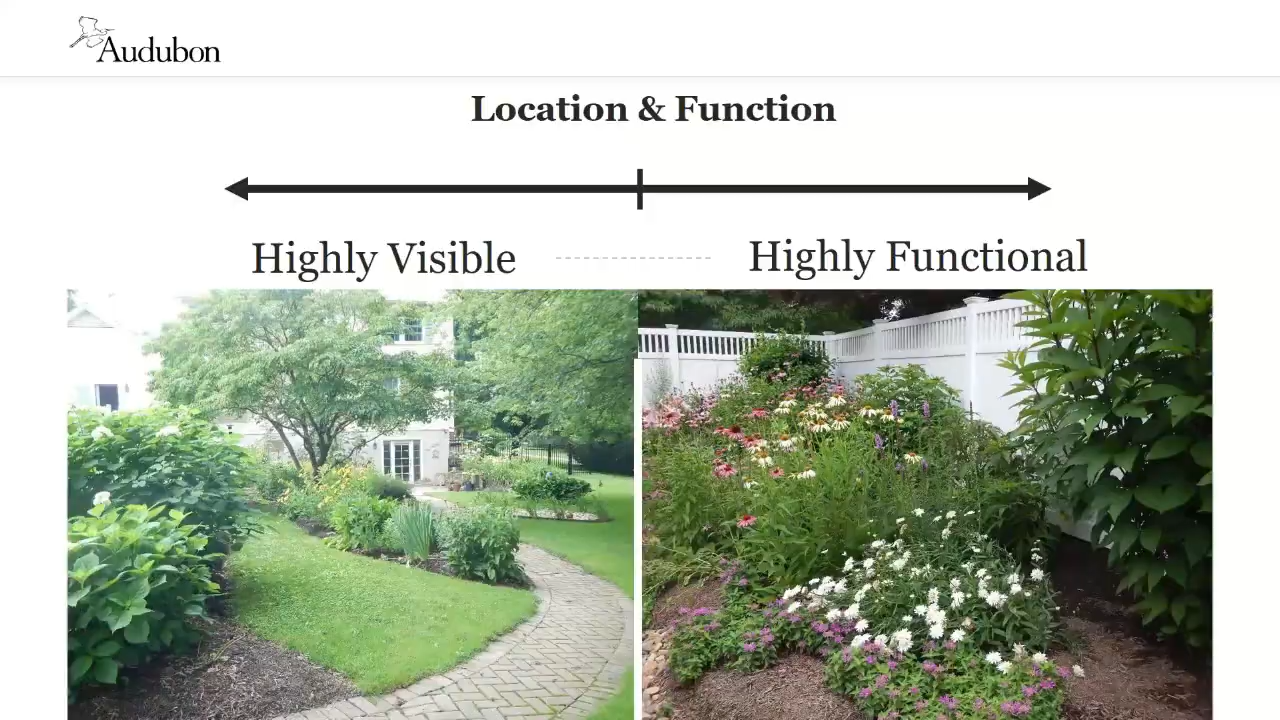 Audubon
Location & Function
Highly Visible
Highly Functional